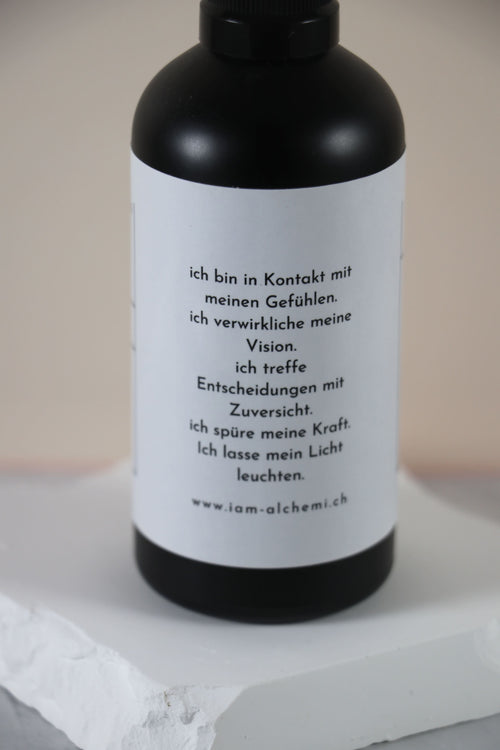 ich bin in Kontakt mit
meinen Gefühlen.
ich verwirkliche meine
Vision.
ich treffe
Entscheidungen mit
Zuversicht.
ich spüre meine Kraft.
Ich lasse mein Licht
leuchten.
www.iam-alchemi.ch